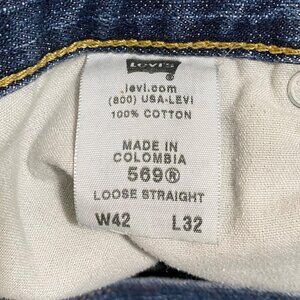 Levi's
levi.com
(800) USA-LEVI
100% COTTON
MADE IN
COLOMBIA
569®
LOOSE STRAIGHT
W42 L32